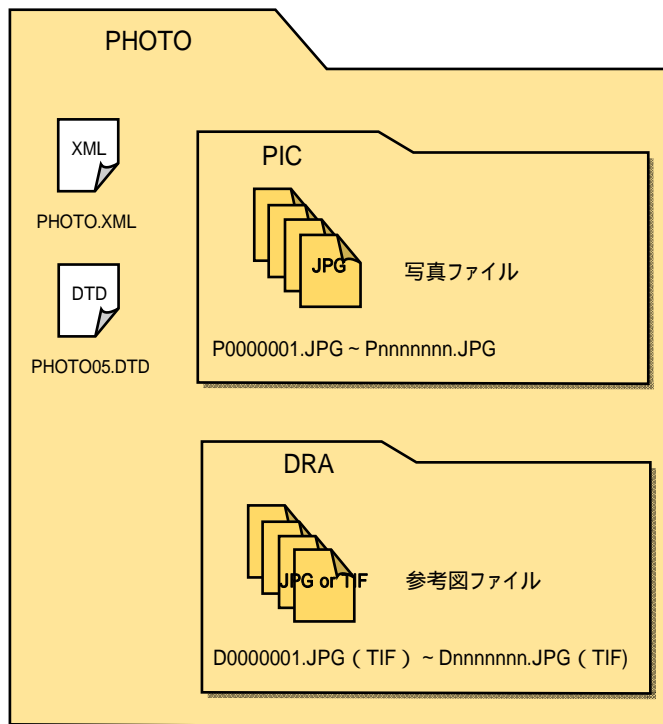 PHOTO
XML
PHOTO.XML
DTD
PHOTO05.DTD
PIC
JPG
写真ファイル
P0000001.JPG ~ Pnnnnnnn.JPG
DRA
JPG or TIF
参考図ファイル
D0000001.JPG ( TIF ) ~ Dnnnnnnn.JPG ( TIF)